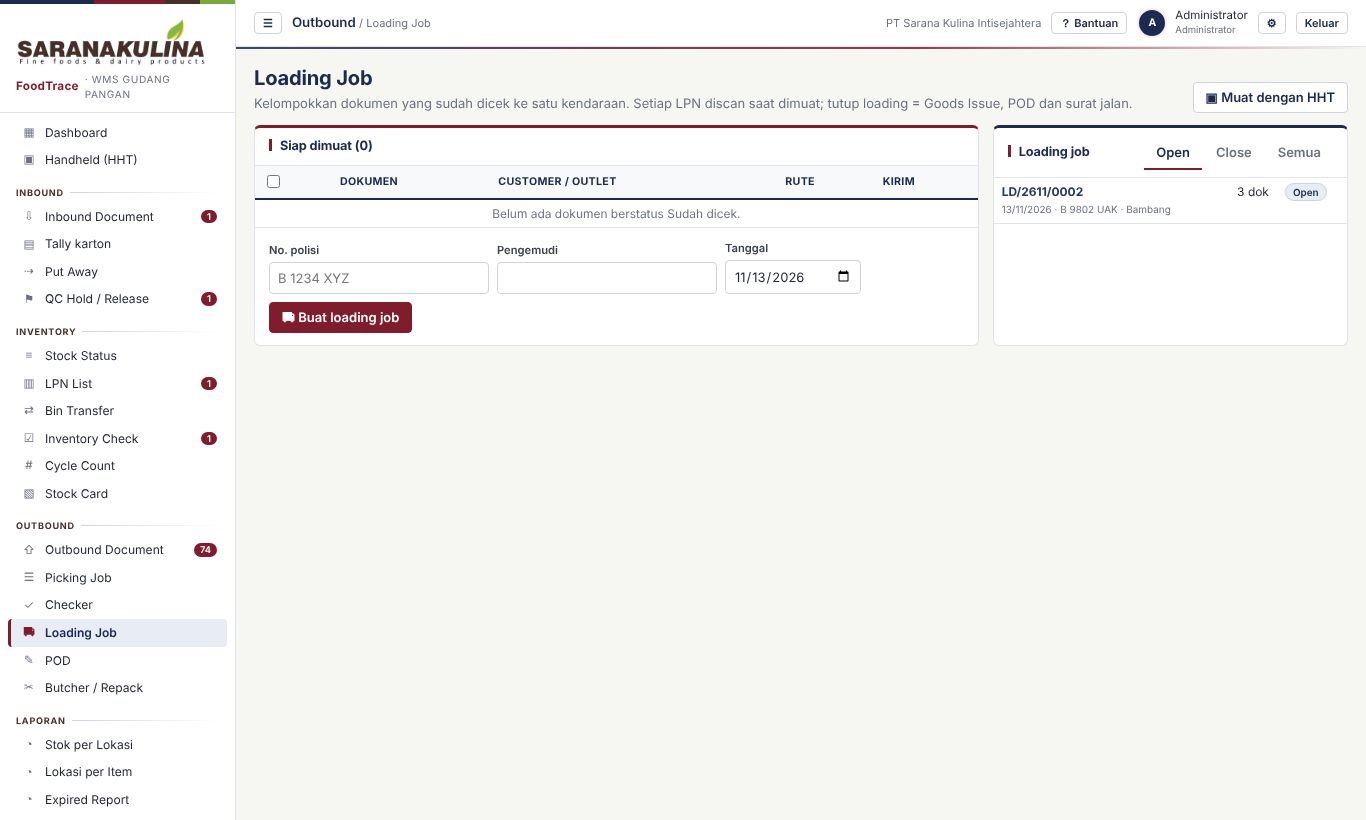 SARANAKULINA
Fine foods & dairy products
FoodTrace · WMS GUDANG
PANGAN
Dashboard
Handheld (HHT)
INBOUND
Inbound Document 1
Tally karton
Put Away
QC Hold / Release 1
INVENTORY
Stock Status
LPN List 1
Bin Transfer
Inventory Check 1
Cycle Count
# Stock Card
OUTBOUND
Outbound Document 74
Picking Job
Checker
Loading Job
POD
Butcher / Repack
LAPORAN
Stok per Lokasi
Lokasi per Item
Expired Report
Outbound / Loading Job
PT Sarana Kulina Intisejahtera
? Bantuan
A
Administrator
Administrator
Keluar
Loading Job
Kelompokkan dokumen yang sudah dicek ke satu kendaraan. Setiap LPN discan saat dimuat; tutup loading = Goods Issue, POD dan surat jalan.
Muat dengan HHT
Siap dimuat (0)
DOKUMEN CUSTOMER / OUTLET RUTE KIRIM
Belum ada dokumen berstatus Sudah dicek.
No. polisi Pengemudi Tanggal
B 1234 XYZ 11/13/2026
Buat loading job
Loading job Open Close Semua
LD/2611/0002 3 dok Open
13/11/2026 · B 9802 UAK · Bambang